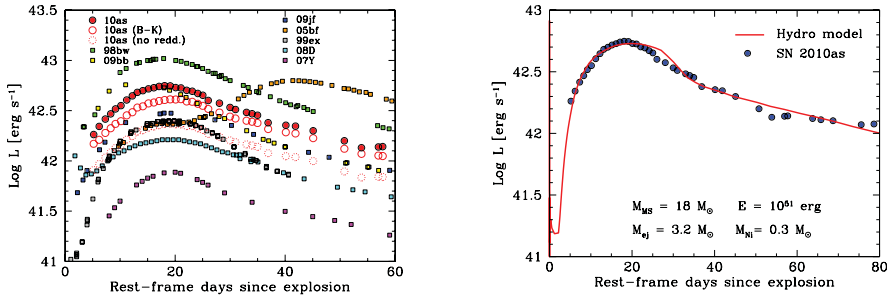 10as
10as (B-K)
10as (no redd.)
98bw
09bb
09jf
05bf
99ex
08D
07Y
43
42.5
42
41.5
41
Log L [erg s⁻¹]
0 20 40 60
Rest-frame days since explosion
Hydro model
SN 2010as
43
42.5
42
41.5
41
Log L [erg s⁻¹]
M_MS = 18 M_⊙ E = 10⁵¹ erg
M_ej = 3.2 M_⊙ M_Ni = 0.3 M_⊙
0 20 40 60 80
Rest-frame days since explosion